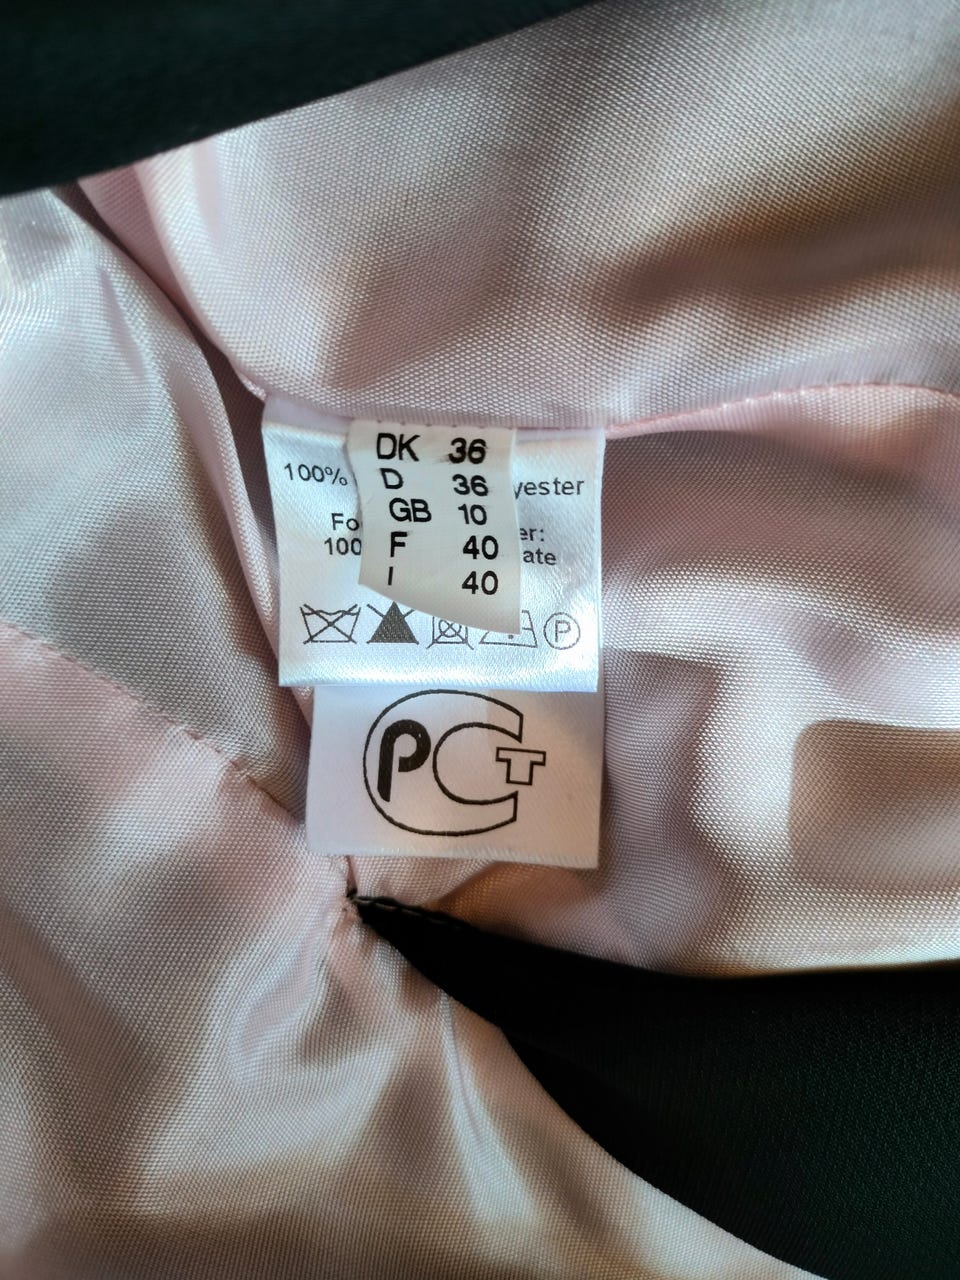 DK 36
100% D 36 yester
GB 10
Fo er:
100 F 40 ate
I 40
P
PCT